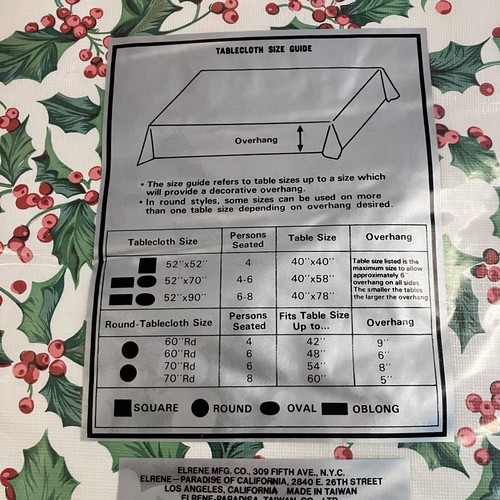 TABLECLOTH SIZE GUIDE
Overhang
• The size guide refers to table sizes up to a size which
will provide a decorative overhang.
• In round styles, some sizes can be used on more
than one table size depending on overhang desired.
Tablecloth Size Persons Seated Table Size Overhang
52"x52" 4 40"x40"
52"x70" 4-6 40"x58"
52"x90" 6-8 40"x78"
Table size listed is the
maximum size to allow
approximately 6"
overhang on all sides.
The smaller the tables
the larger the overhang
Round-Tablecloth Size Persons Seated Fits Table Size Up to... Overhang
60"Rd 4 42" 9"
60"Rd 6 48" 6"
70"Rd 6 54" 8"
70"Rd 8 60" 5"
SQUARE ROUND OVAL OBLONG
ELRENE MFG. CO., 309 FIFTH AVE., N.Y.C.
ELRENE—PARADISE OF CALIFORNIA, 2840 E. 26TH STREET
LOS ANGELES, CALIFORNIA MADE IN TAIWAN
ELRENE-PARADISA, TAIWAN CO., LTD